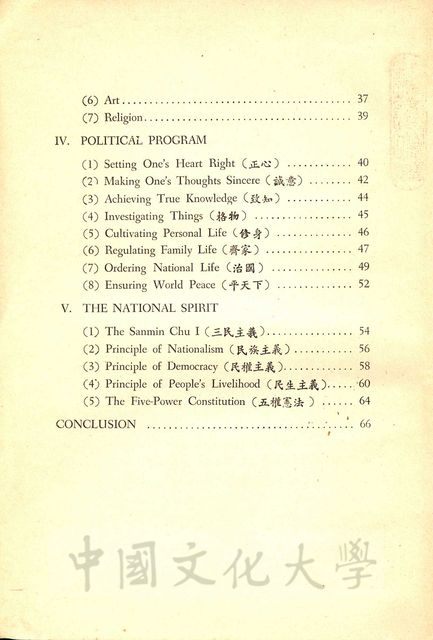 (6) Art .................................. 37
(7) Religion ............................... 39
IV. POLITICAL PROGRAM
(1) Setting One's Heart Right (正心) ............ 40
(2) Making One's Thoughts Sincere (誠意) ........ 42
(3) Achieving True Knowledge (致知) ............ 44
(4) Investigating Things (格物) ................. 45
(5) Cultivating Personal Life (修身) ............. 46
(6) Regulating Family Life (齊家) ............... 47
(7) Ordering National Life (治國) ............... 49
(8) Ensuring World Peace (平天下) .............. 52
V. THE NATIONAL SPIRIT
(1) The Sanmin Chu I (三民主義) ............... 54
(2) Principle of Nationalism (民族主義) ........... 56
(3) Principle of Democracy (民權主義) ............ 58
(4) Principle of People's Livelihood (民生主義) ..... 60
(5) The Five-Power Constitution (五權憲法) ...... 64
CONCLUSION ................................ 66
中國文化大學